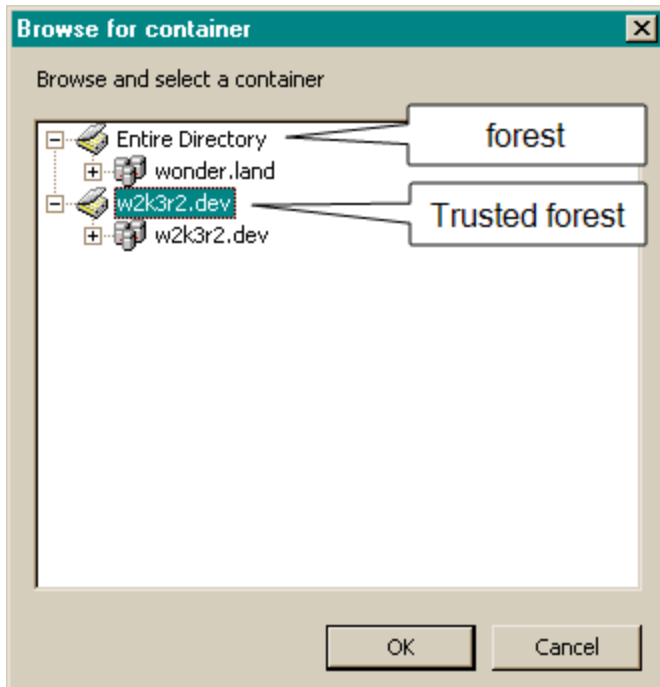 Browse for container
Browse and select a container
Entire Directory
forest
wonder.land
w2k3r2.dev
Trusted forest
w2k3r2.dev
OK
Cancel